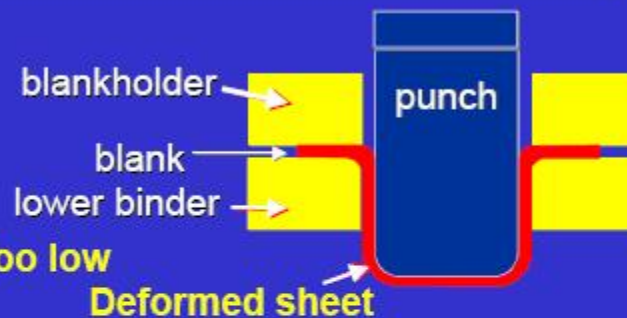 blankholder
punch
blank
lower binder
oo low
Deformed sheet